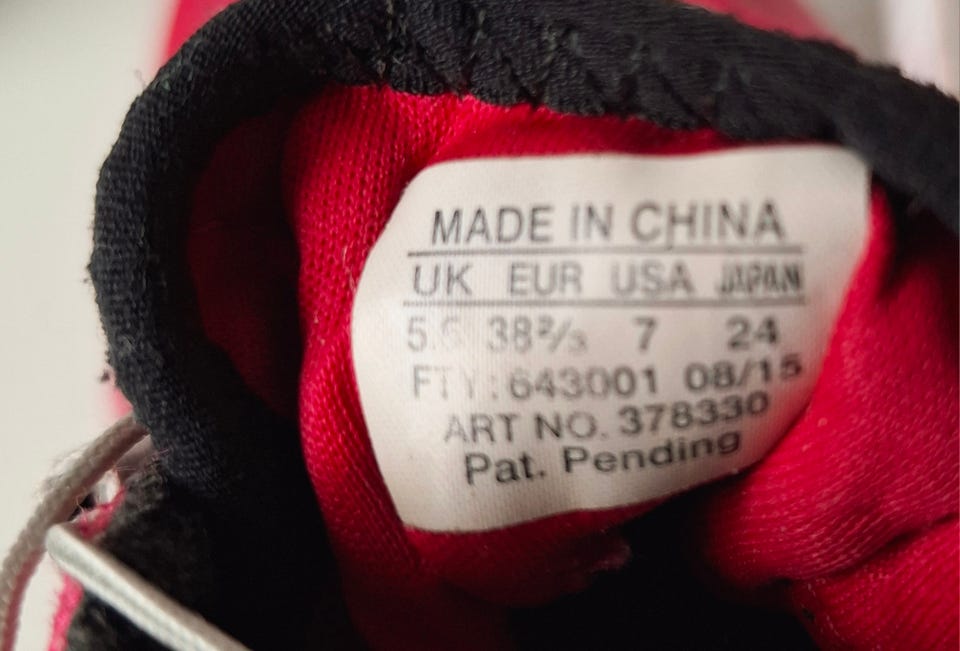 MADE IN CHINA
UK EUR USA JAPAN
5.5 38⅔ 7 24
FTY: 643001 08/15
ART NO. 378330
Pat. Pending